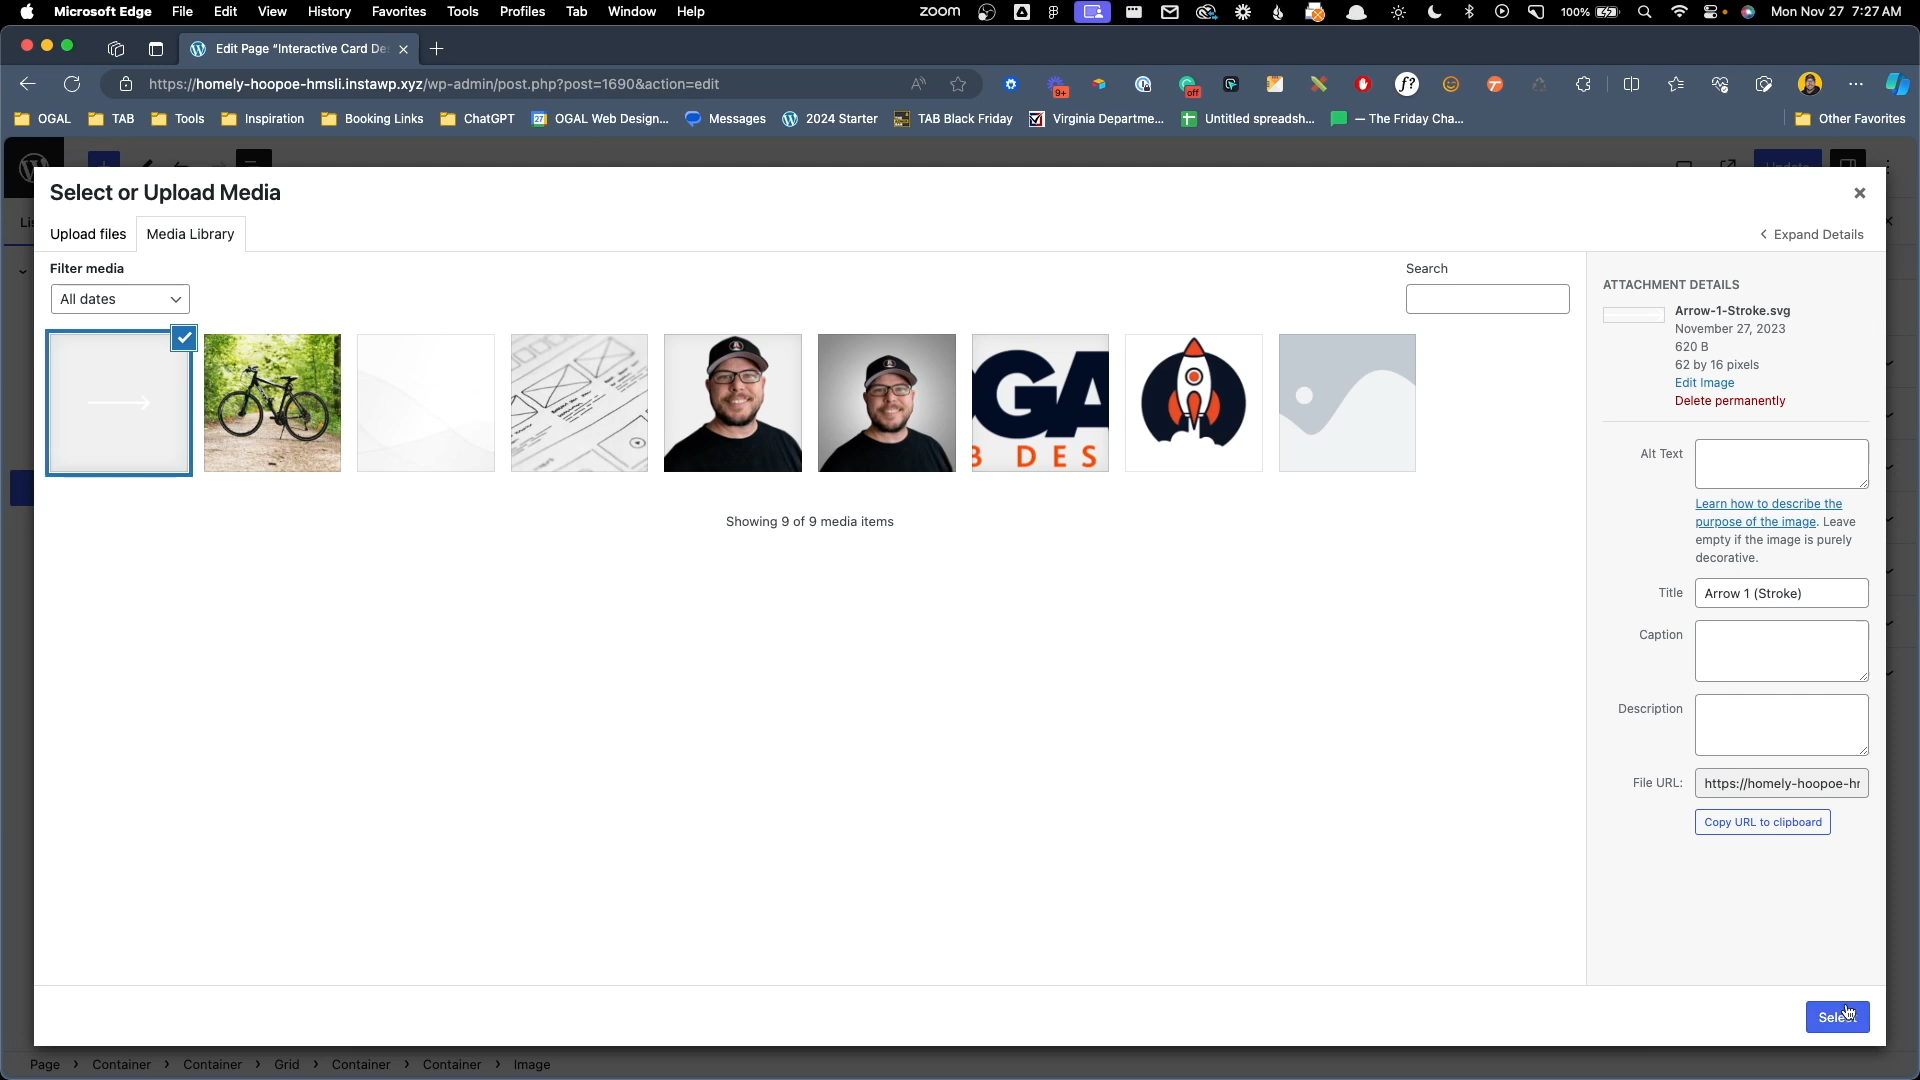 Microsoft Edge File Edit View History Favorites Tools Profiles Tab Window Help zoom 100% Mon Nov 27 7:27 AM
Edit Page "Interactive Card De
https://homely-hoopoe-hmsli.instawp.xyz/wp-admin/post.php?post=1690&action=edit 9+ off
OGAL TAB Tools Inspiration Booking Links ChatGPT OGAL Web Design... Messages 2024 Starter TAB Black Friday Virginia Departme... Untitled spreadsh... — The Friday Cha... Other Favorites
Select or Upload Media
Upload files Media Library
Expand Details
Filter media
All dates
Search
GA
B DES
Showing 9 of 9 media items
ATTACHMENT DETAILS
Arrow-1-Stroke.svg
November 27, 2023
620 B
62 by 16 pixels
Edit Image
Delete permanently
Alt Text
Learn how to describe the
purpose of the image. Leave
empty if the image is purely
decorative.
Title Arrow 1 (Stroke)
Caption
Description
File URL: https://homely-hoopoe-hr
Copy URL to clipboard
Select
Page > Container > Container > Grid > Container > Container > Image